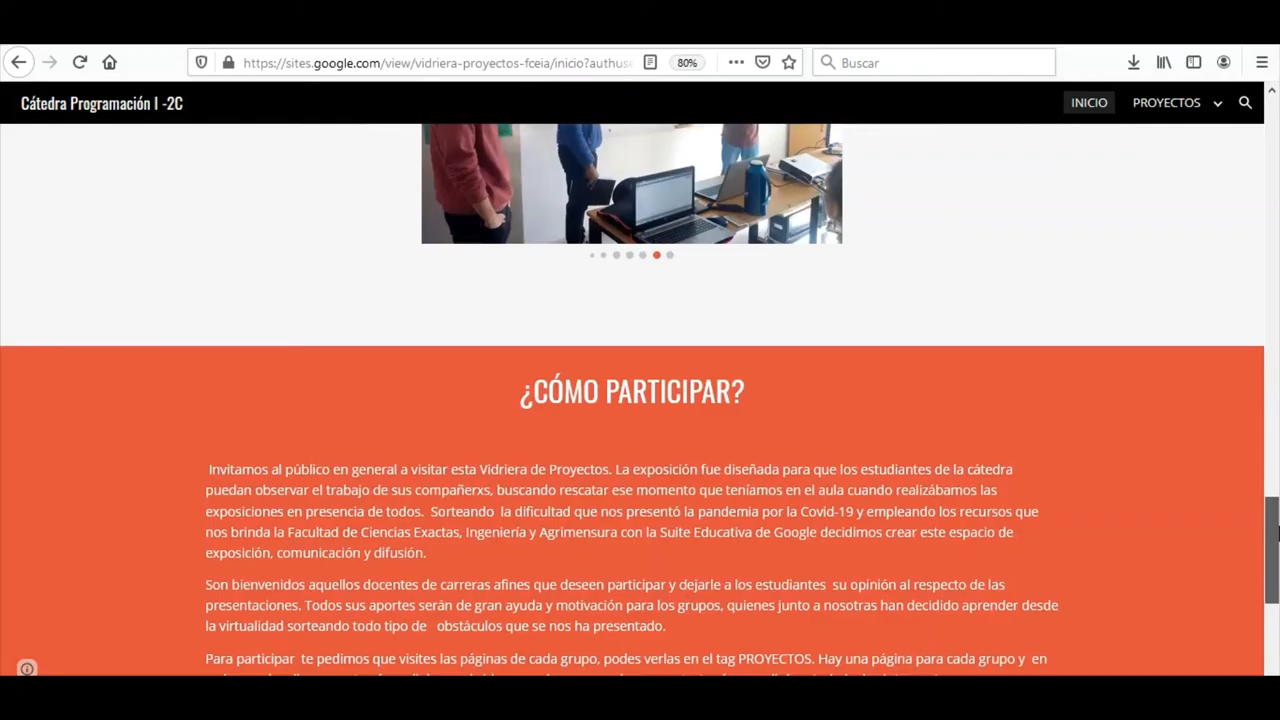 https://sites.google.com/view/vidriera-proyectos-fceia/inicio?authuse
80%
Buscar
Cátedra Programación I -2C
INICIO
PROYECTOS
¿CÓMO PARTICIPAR?
Invitamos al público en general a visitar esta Vidriera de Proyectos. La exposición fue diseñada para que los estudiantes de la cátedra
puedan observar el trabajo de sus compañerxs, buscando rescatar ese momento que teníamos en el aula cuando realizábamos las
exposiciones en presencia de todos. Sorteando la dificultad que nos presentó la pandemia por la Covid-19 y empleando los recursos que
nos brinda la Facultad de Ciencias Exactas, Ingeniería y Agrimensura con la Suite Educativa de Google decidimos crear este espacio de
exposición, comunicación y difusión.
Son bienvenidos aquellos docentes de carreras afines que deseen participar y dejarle a los estudiantes su opinión al respecto de las
presentaciones. Todos sus aportes serán de gran ayuda y motivación para los grupos, quienes junto a nosotras han decidido aprender desde
la virtualidad sorteando todo tipo de obstáculos que se nos ha presentado.
Para participar te pedimos que visites las páginas de cada grupo, podes verlas en el tag PROYECTOS. Hay una página para cada grupo y en